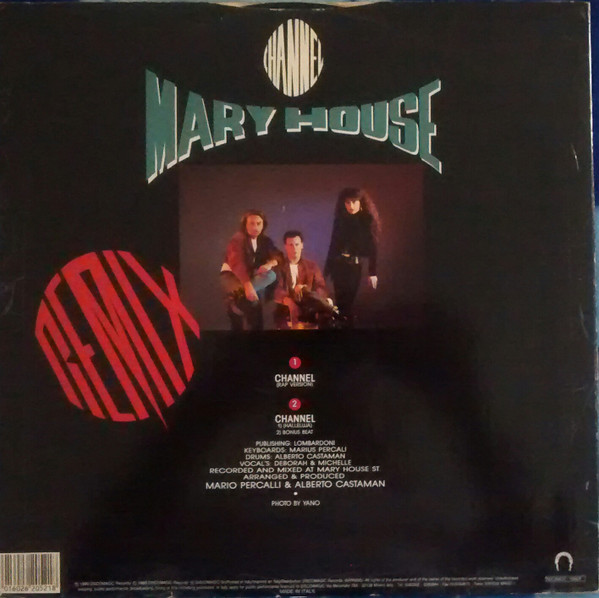 CHANNEL
MARY HOUSE
REMIX
1
CHANNEL
(RAP VERSION)
2
CHANNEL
1) (HALLELUIA)
2) BONUS BEAT
PUBLISHING: LOMBARDONI
KEYBOARDS: MARIUS PERCALI
DRUMS: ALBERTO CASTAMAN
VOCAL'S: DEBORAH & MICHELLE
RECORDED AND MIXED AT MARY HOUSE ST.
ARRANGED & PRODUCED
MARIO PERCALLI & ALBERTO CASTAMAN
PHOTO BY YANO
MADE IN ITALY